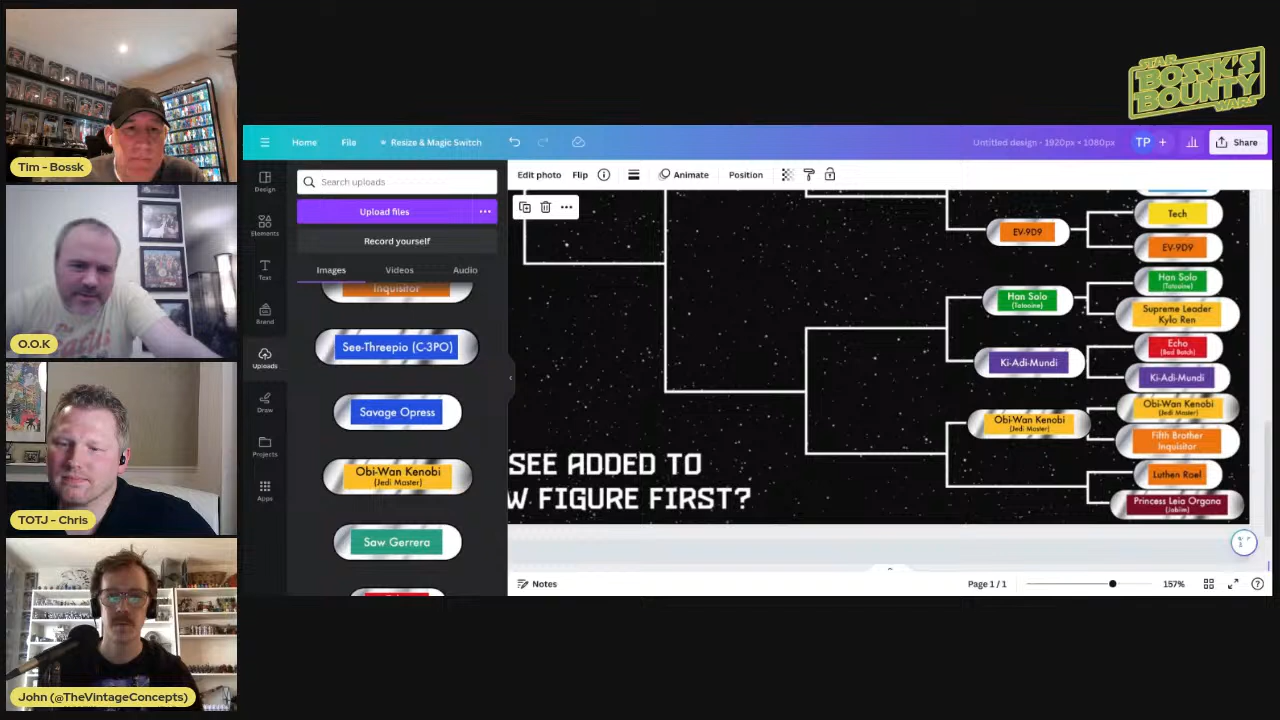 Tim - Bossk
O.O.K
TOTJ - Chris
John (@TheVintageConcepts)
STAR
BOSSK'S
BOUNTY
WARS
Home
File
Resize & Magic Switch
Untitled design - 1920px × 1080px
TP
+
Share
Design
Elements
Text
Brand
Uploads
Draw
Projects
Apps
Search uploads
Upload files
Record yourself
Images
Videos
Audio
Inquisitor
See-Threepio (C-3PO)
Savage Opress
Obi-Wan Kenobi
(Jedi Master)
Saw Gerrera
Edit photo
Flip
Animate
Position
EV-9D9
Han Solo
(Tatooine)
Ki-Adi-Mundi
Obi-Wan Kenobi
(Jedi Master)
Tech
EV-9D9
Han Solo
(Tatooine)
Supreme Leader
Kylo Ren
Echo
(Bad Batch)
Ki-Adi-Mundi
Obi-Wan Kenobi
(Jedi Master)
Fifth Brother
Inquisitor
Luthen Rael
Princess Leia Organa
(Jabiim)
SEE ADDED TO
W FIGURE FIRST?
Notes
Page 1 / 1
157%